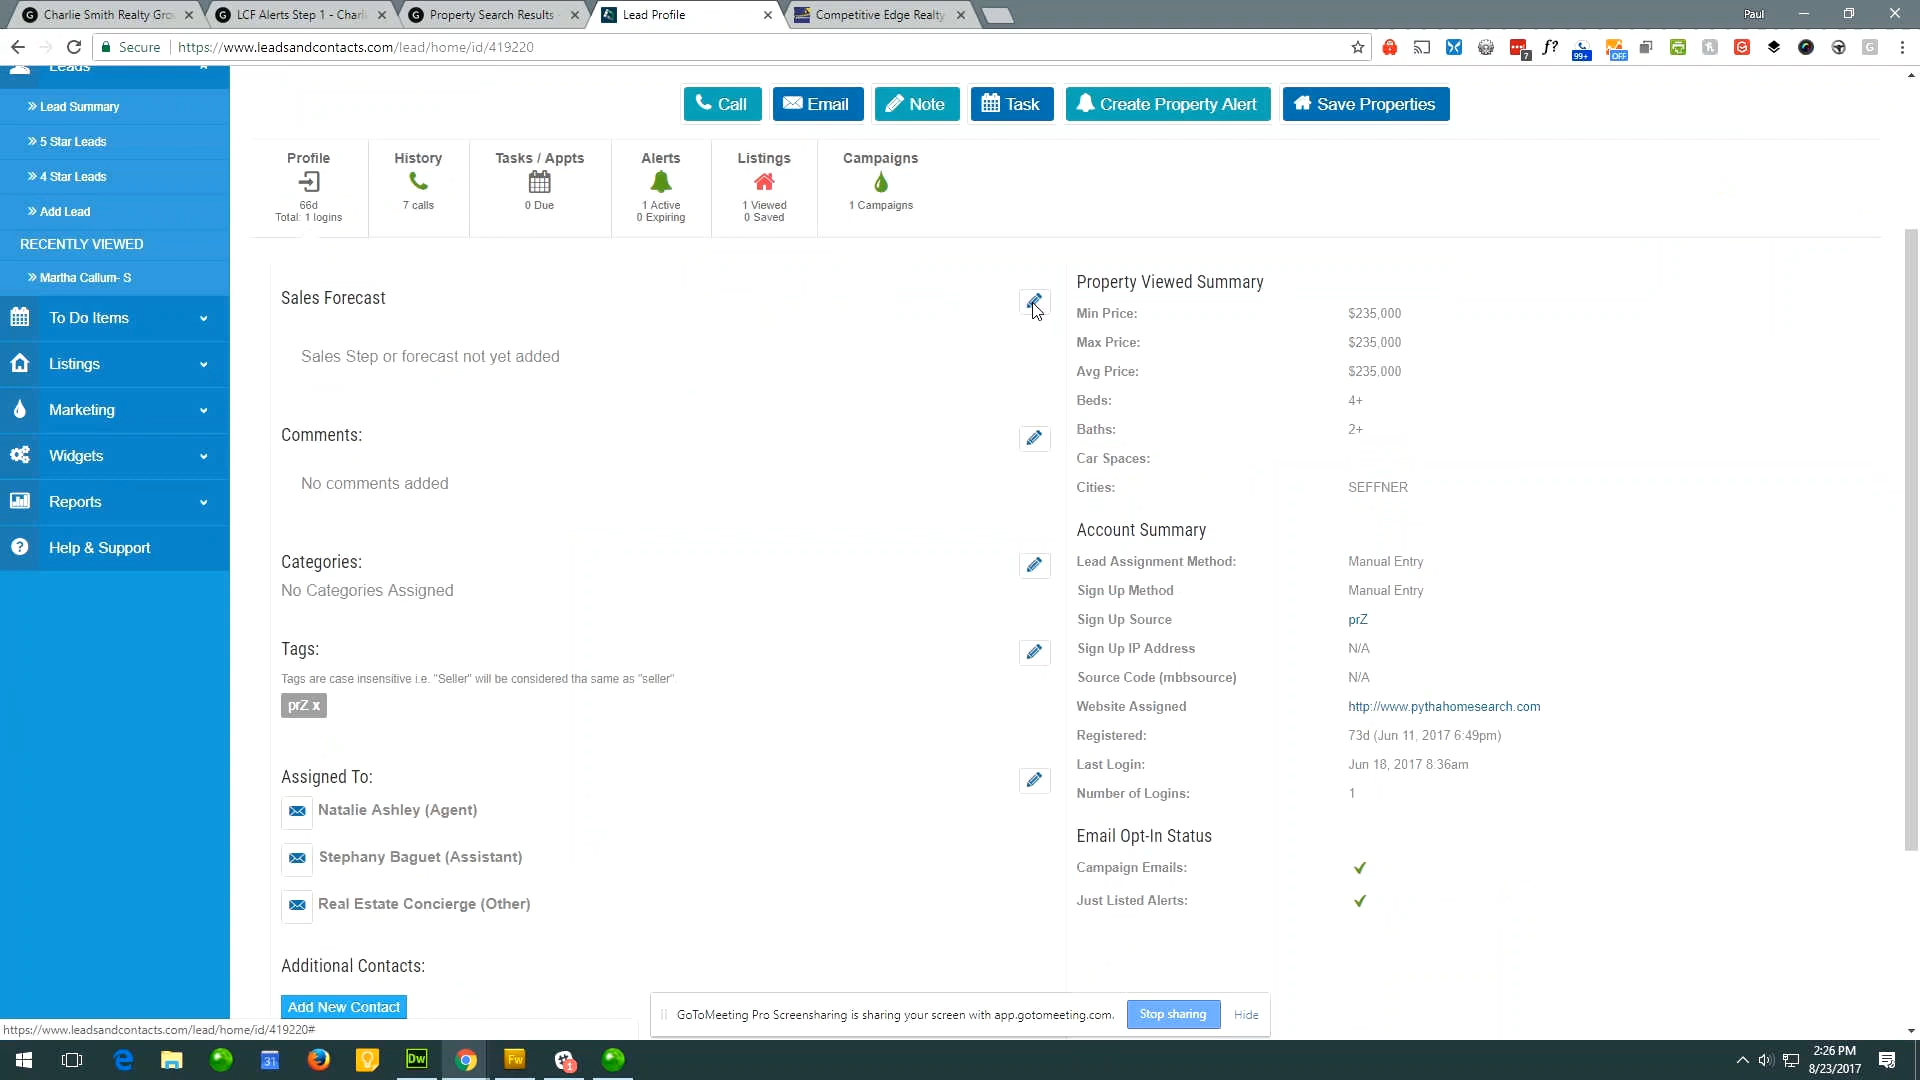 Charlie Smith Realty Gro
LCF Alerts Step 1 - Charli
Property Search Results
Lead Profile
Competitive Edge Realty
Paul
Secure
https://www.leadsandcontacts.com/lead/home/id/419220
7
f?
99+
OFF
Leads
» Lead Summary
» 5 Star Leads
» 4 Star Leads
» Add Lead
RECENTLY VIEWED
» Martha Callum- S
To Do Items
Listings
Marketing
Widgets
Reports
Help & Support
Call
Email
Note
Task
Create Property Alert
Save Properties
Profile
66d
Total: 1 logins
History
7 calls
Tasks / Appts
0 Due
Alerts
1 Active
0 Expiring
Listings
1 Viewed
0 Saved
Campaigns
1 Campaigns
Sales Forecast
Sales Step or forecast not yet added
Comments:
No comments added
Categories:
No Categories Assigned
Tags:
Tags are case insensitive i.e. "Seller" will be considered tha same as "seller"
prZ x
Assigned To:
Natalie Ashley (Agent)
Stephany Baguet (Assistant)
Real Estate Concierge (Other)
Additional Contacts:
Add New Contact
Property Viewed Summary
Min Price: $235,000
Max Price: $235,000
Avg Price: $235,000
Beds: 4+
Baths: 2+
Car Spaces:
Cities: SEFFNER
Account Summary
Lead Assignment Method: Manual Entry
Sign Up Method Manual Entry
Sign Up Source prZ
Sign Up IP Address N/A
Source Code (mbbsource) N/A
Website Assigned http://www.pythahomesearch.com
Registered: 73d (Jun 11, 2017 6:49pm)
Last Login: Jun 18, 2017 8:36am
Number of Logins: 1
Email Opt-In Status
Campaign Emails:
Just Listed Alerts:
GoToMeeting Pro Screensharing is sharing your screen with app.gotomeeting.com.
Stop sharing
Hide
https://www.leadsandcontacts.com/lead/home/id/419220#
31
Dw
Fw
1
2:26 PM
8/23/2017